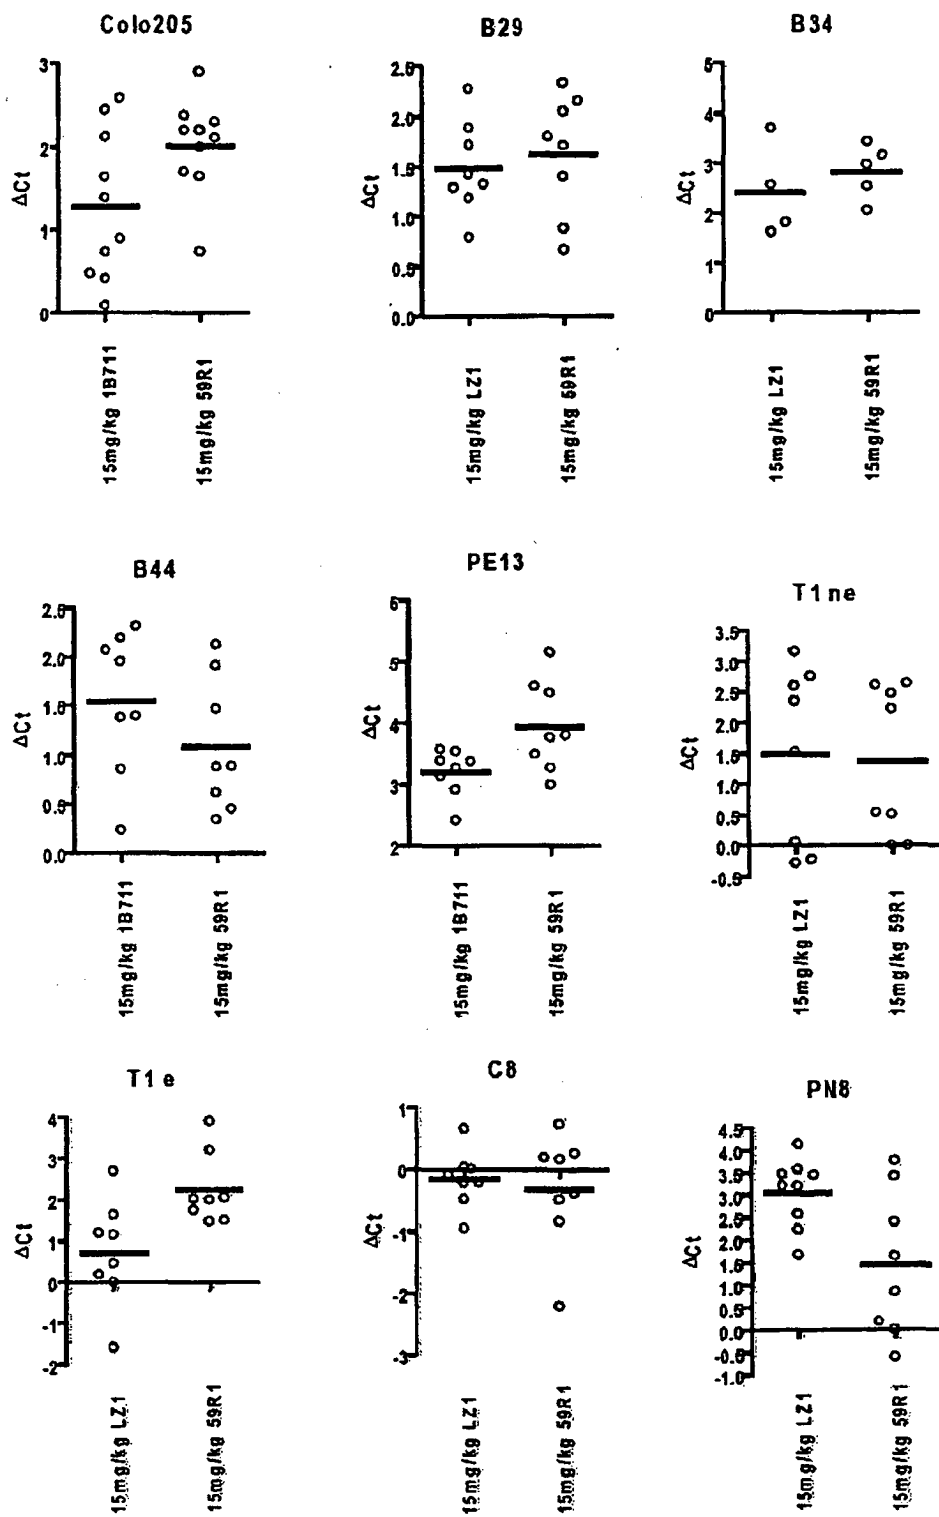 Colo205
ΔCt
3
2
1
0
15mg/kg 1B711
15mg/kg 59R1
B29
ΔCt
2.5
2.0
1.5
1.0
0.5
0.0
15mg/kg LZ1
15mg/kg 59R1
B34
ΔCt
5
4
3
2
1
0
15mg/kg LZ1
15mg/kg 59R1
B44
ΔCt
2.5
2.0
1.5
1.0
0.5
0.0
15mg/kg 1B711
15mg/kg 59R1
PE13
ΔCt
6
5
4
3
2
15mg/kg 1B711
15mg/kg 59R1
T1ne
ΔCt
3.5
3.0
2.5
2.0
1.5
1.0
0.5
0.0
-0.5
15mg/kg LZ1
15mg/kg 59R1
T1e
ΔCt
4
3
2
1
0
-1
-2
15mg/kg LZ1
15mg/kg 59R1
C8
ΔCt
1
0
-1
-2
-3
15mg/kg LZ1
15mg/kg 59R1
PN8
ΔCt
4.5
4.0
3.5
3.0
2.5
2.0
1.5
1.0
0.5
0.0
-0.5
-1.0
15mg/kg LZ1
15mg/kg 59R1